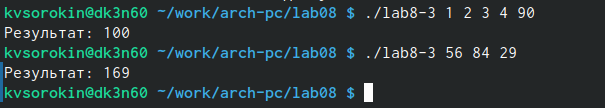 kvsorokin@dk3n60 ~/work/arch-pc/lab08 $ ./lab8-3 1 2 3 4 90
Результат: 100
kvsorokin@dk3n60 ~/work/arch-pc/lab08 $ ./lab8-3 56 84 29
Результат: 169
kvsorokin@dk3n60 ~/work/arch-pc/lab08 $